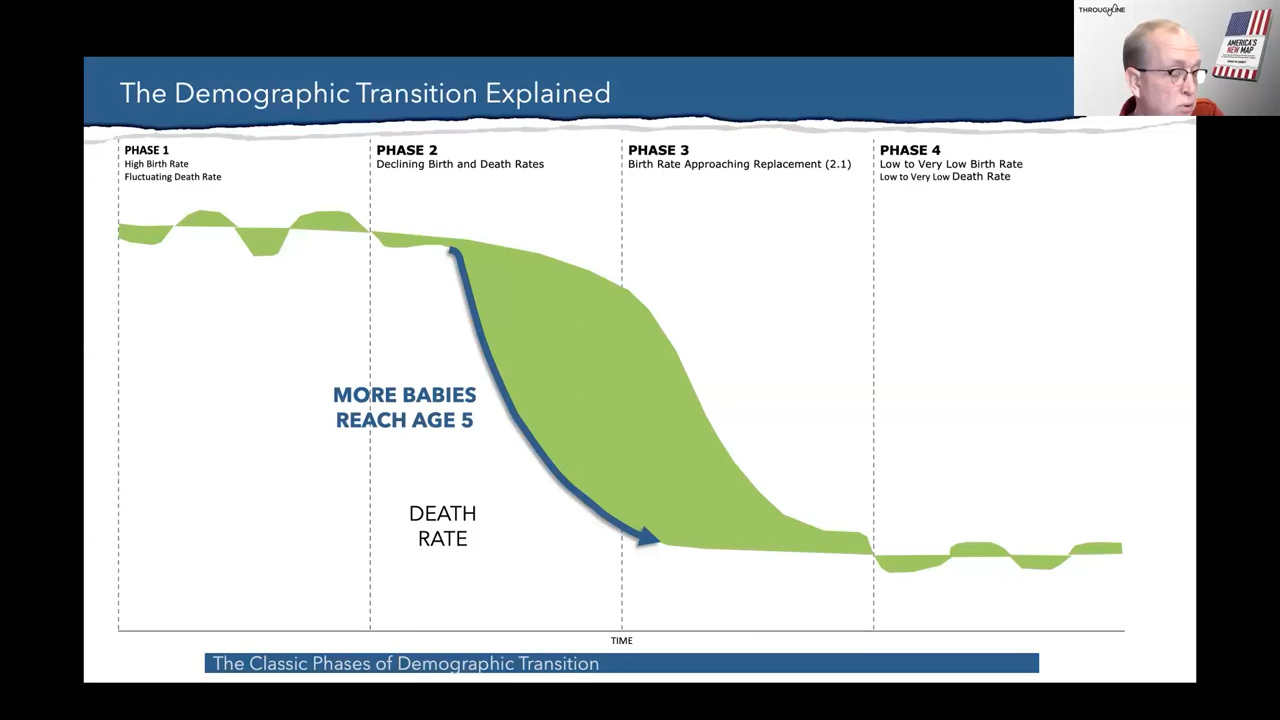 THROUGHLINE
AMERICA'S
NEW MAP
The Demographic Transition Explained
PHASE 1
High Birth Rate
Fluctuating Death Rate
PHASE 2
Declining Birth and Death Rates
PHASE 3
Birth Rate Approaching Replacement (2.1)
PHASE 4
Low to Very Low Birth Rate
Low to Very Low Death Rate
MORE BABIES
REACH AGE 5
DEATH
RATE
TIME
The Classic Phases of Demographic Transition